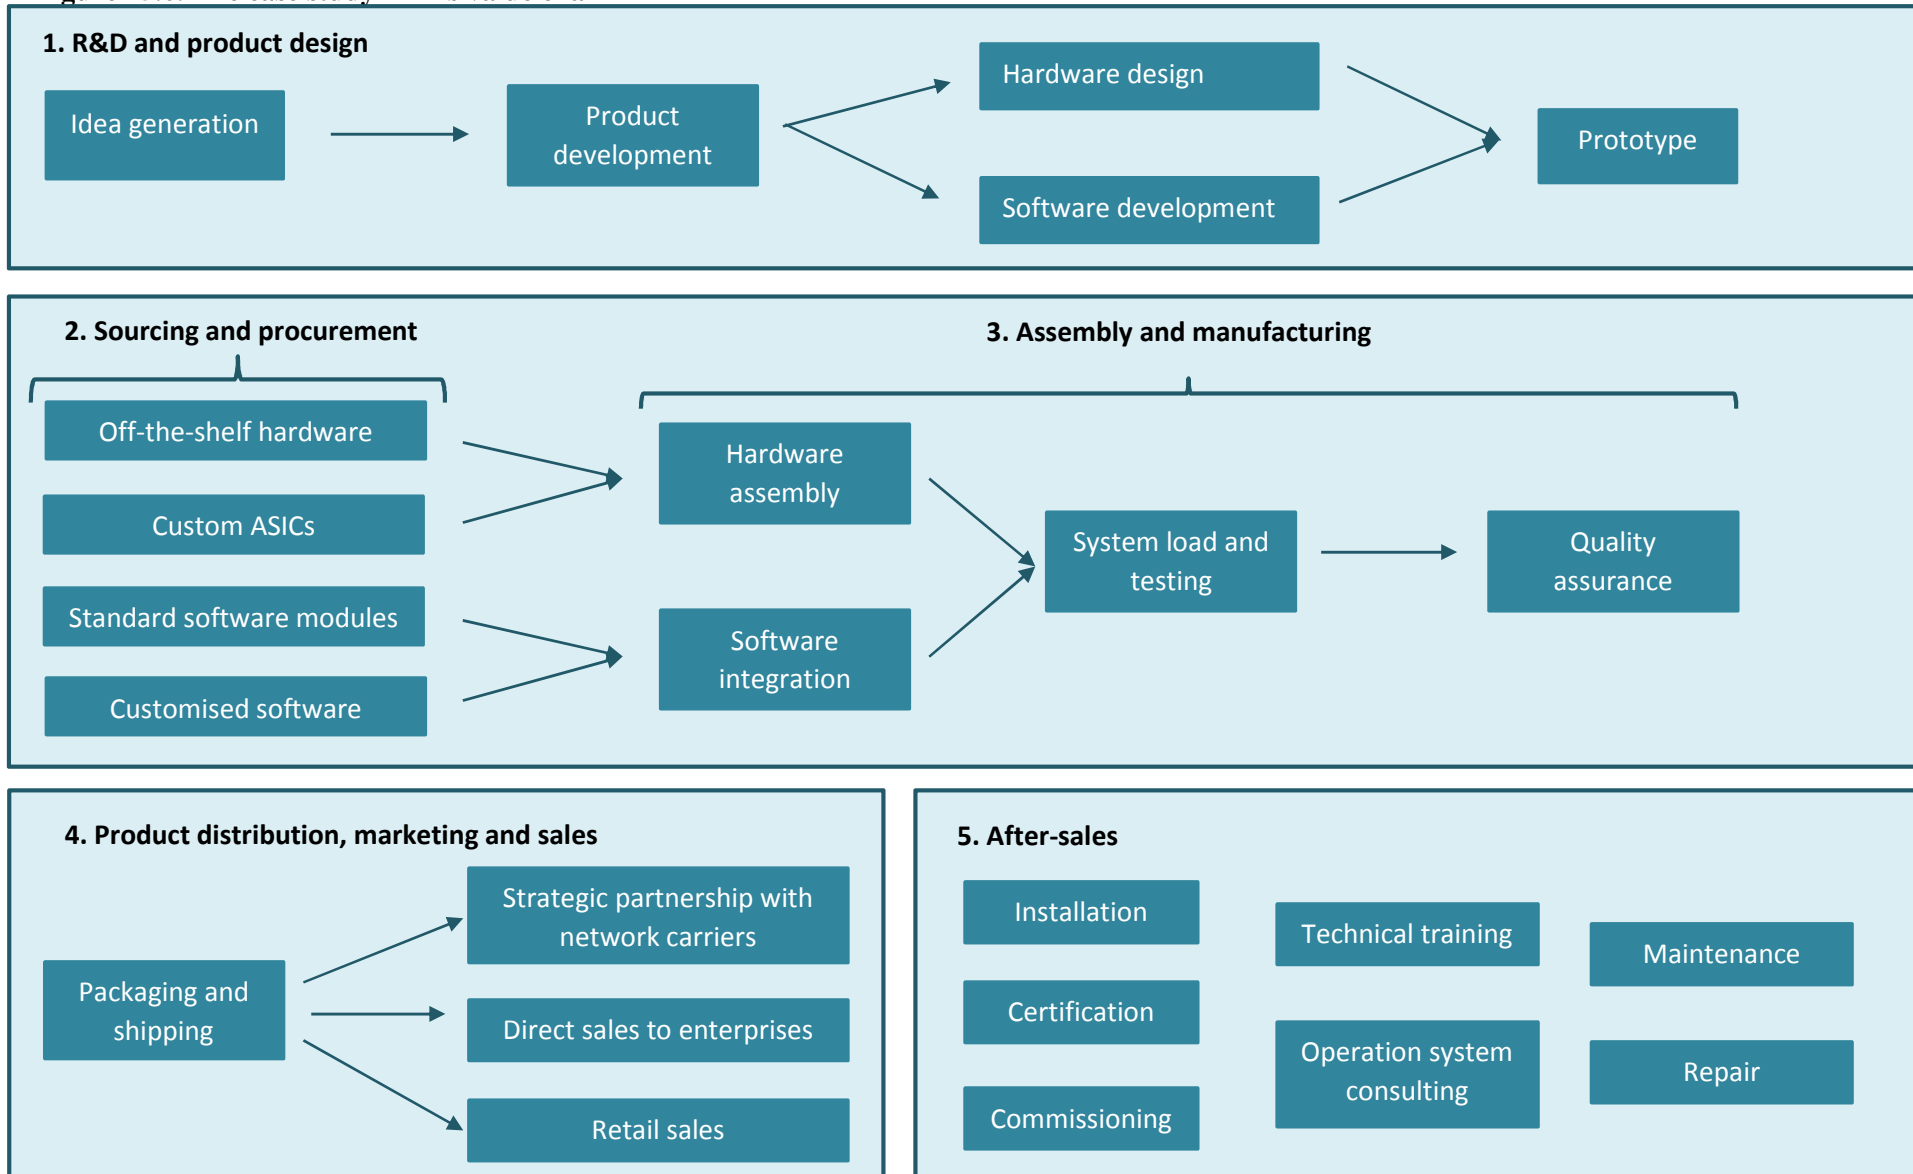 1. R&D and product design
Idea generation
Product
development
Hardware design
Software development
Prototype
2. Sourcing and procurement
Off-the-shelf hardware
Custom ASICs
Standard software modules
Customised software
3. Assembly and manufacturing
Hardware
assembly
Software
integration
System load and
testing
Quality
assurance
4. Product distribution, marketing and sales
Packaging and
shipping
Strategic partnership with
network carriers
Direct sales to enterprises
Retail sales
5. After-sales
Installation
Certification
Commissioning
Technical training
Operation system
consulting
Maintenance
Repair